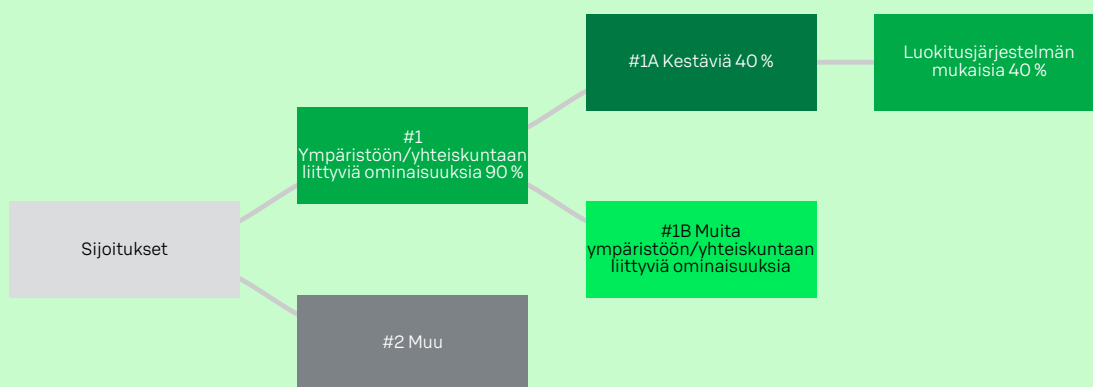 #1A Kestäviä 40 %
Luokitusjärjestelmän
mukaisia 40 %
#1
Ympäristöön/yhteiskuntaan
liittyviä ominaisuuksia 90 %
Sijoitukset
#1B Muita
ympäristöön/yhteiskuntaan
liittyviä ominaisuuksia
#2 Muu